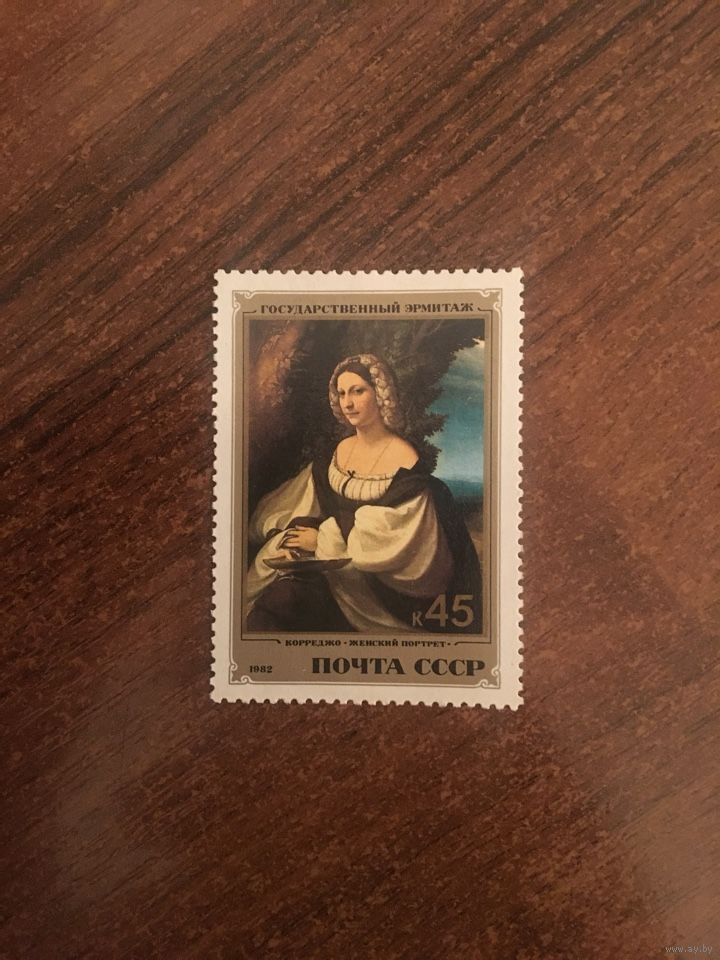 ГОСУДАРСТВЕННЫЙ ЭРМИТАЖ
к45
КОРРЕДЖО • ЖЕНСКИЙ ПОРТРЕТ •
1982 ПОЧТА СССР
www.ay.by